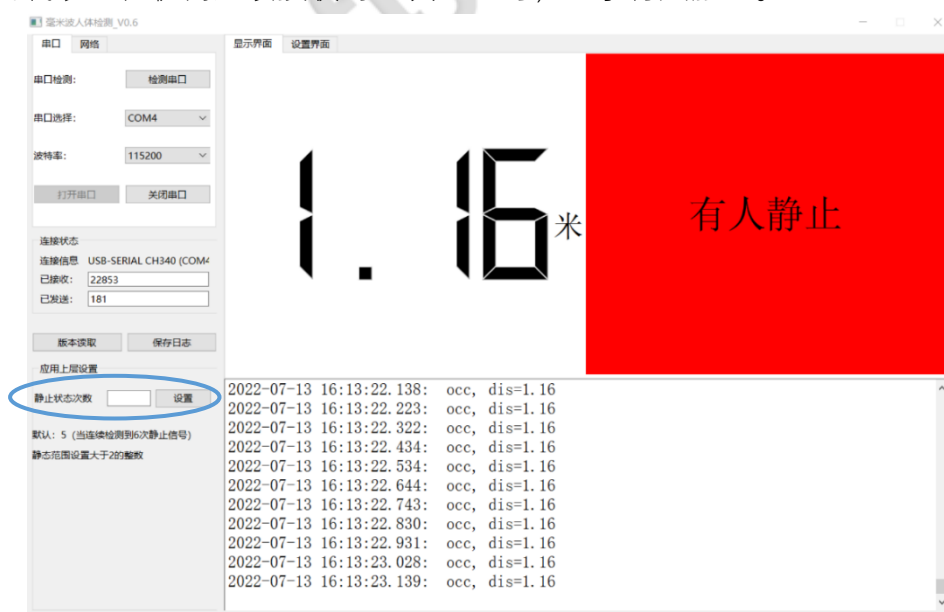 毫米波人体检测_V0.6
串口 网络
显示界面 设置界面
串口检测: 检测串口
串口选择: COM4
波特率: 115200
打开串口 关闭串口
1.16米
有人静止
连接状态
连接信息 USB-SERIAL CH340 (COM4
已接收: 22853
已发送: 181
版本读取 保存日志
应用上层设置
静止状态次数 设置
默认: 5 (当连续检测到6次静止信号)
静态范围设置大于2的整数
2022-07-13 16:13:22.138: occ, dis=1.16
2022-07-13 16:13:22.223: occ, dis=1.16
2022-07-13 16:13:22.322: occ, dis=1.16
2022-07-13 16:13:22.434: occ, dis=1.16
2022-07-13 16:13:22.534: occ, dis=1.16
2022-07-13 16:13:22.644: occ, dis=1.16
2022-07-13 16:13:22.743: occ, dis=1.16
2022-07-13 16:13:22.830: occ, dis=1.16
2022-07-13 16:13:22.931: occ, dis=1.16
2022-07-13 16:13:23.028: occ, dis=1.16
2022-07-13 16:13:23.139: occ, dis=1.16